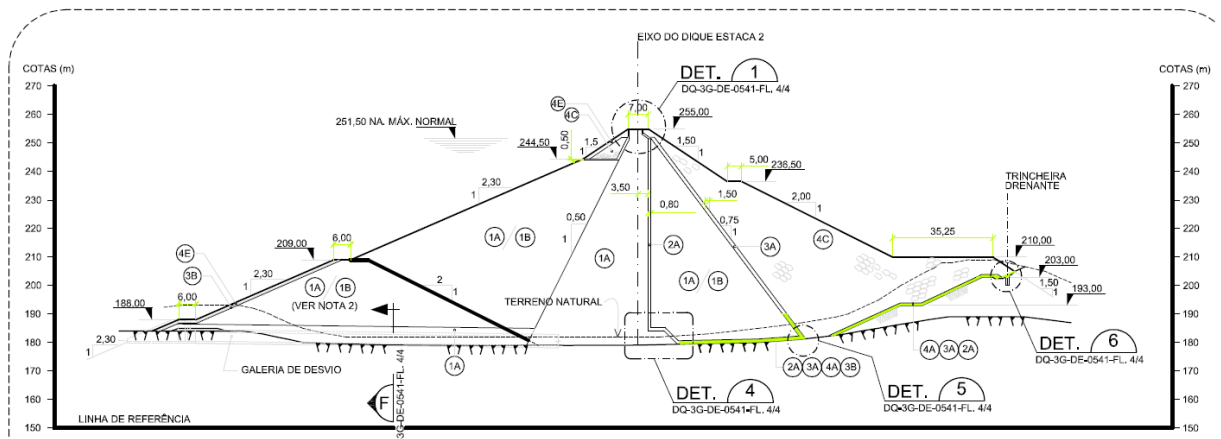 EIXO DO DIQUE ESTACA 2
COTAS (m)
COTAS (m)
DET. 1
DQ-3G-DE-0541-FL. 4/4
270
260
250
240
230
220
210
200
190
180
170
160
150
270
260
250
240
230
220
210
200
190
180
170
160
150
4E
4C
7,00
255,00
251,50 NA. MÁX. NORMAL
0,50
1,5
1
244,50
1,50
1
5,00
236,50
2,30
1
3,50
1,50
TRINCHEIRA
DRENANTE
0,80
2,00
1
0,50
1
0,75
1
1A
1B
1A
2A
3A
4C
35,25
6,00
209,00
4E
3B
2,30
1
1A
1B
(VER NOTA 2)
2
1
1A
1B
210,00
203,00
1,50
1
193,00
6,00
188,00
TERRENO NATURAL
V
2,30
1
GALERIA DE DESVIO
1A
2A
3A
4A
3B
4A
3A
2A
DET. 6
DQ-3G-DE-0541-FL. 4/4
DET. 4
DQ-3G-DE-0541-FL. 4/4
DET. 5
DQ-3G-DE-0541-FL. 4/4
F
3G-DE-0541-FL. 4/4
LINHA DE REFERÊNCIA